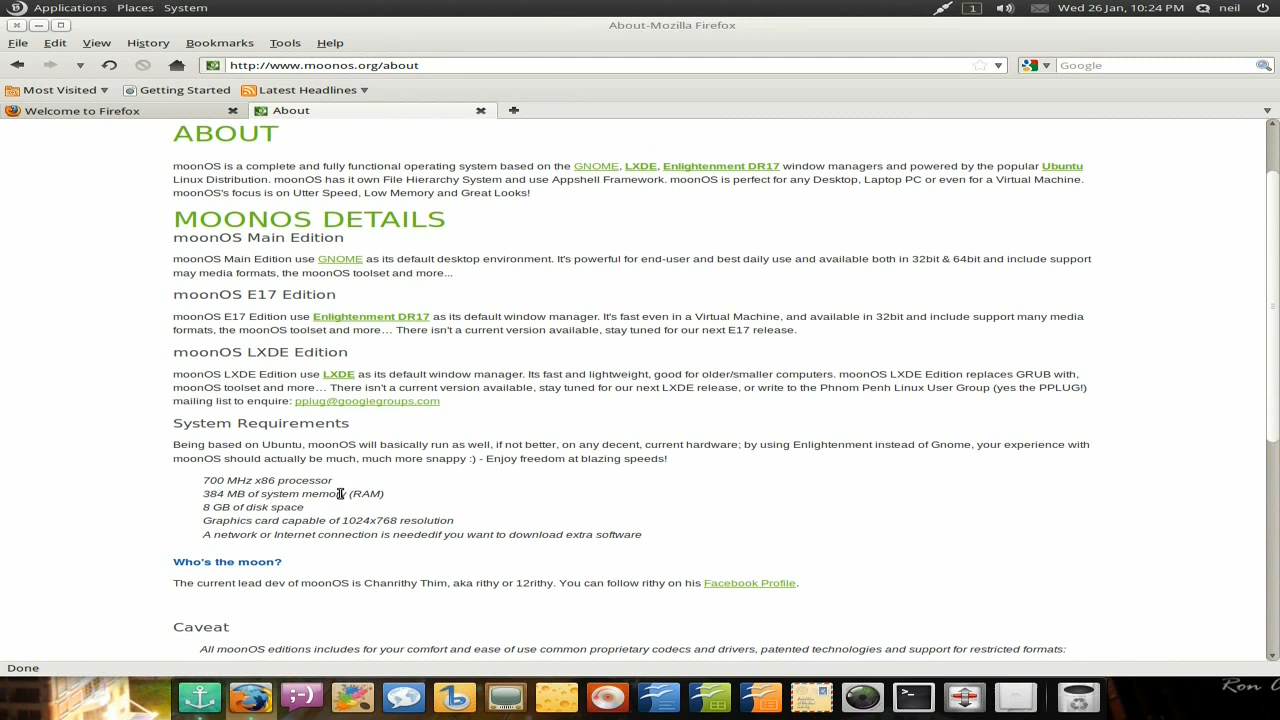 Applications Places System
1 Wed 26 Jan, 10:24 PM neil
About-Mozilla Firefox
File Edit View History Bookmarks Tools Help
http://www.moonos.org/about
Google
Most Visited Getting Started Latest Headlines
Welcome to Firefox About
ABOUT
moonOS is a complete and fully functional operating system based on the GNOME, LXDE, Enlightenment DR17 window managers and powered by the popular Ubuntu
Linux Distribution. moonOS has it own File Hierarchy System and use Appshell Framework. moonOS is perfect for any Desktop, Laptop PC or even for a Virtual Machine.
moonOS's focus is on Utter Speed, Low Memory and Great Looks!
MOONOS DETAILS
moonOS Main Edition
moonOS Main Edition use GNOME as its default desktop environment. It's powerful for end-user and best daily use and available both in 32bit & 64bit and include support
may media formats, the moonOS toolset and more...
moonOS E17 Edition
moonOS E17 Edition use Enlightenment DR17 as its default window manager. It's fast even in a Virtual Machine, and available in 32bit and include support many media
formats, the moonOS toolset and more… There isn't a current version available, stay tuned for our next E17 release.
moonOS LXDE Edition
moonOS LXDE Edition use LXDE as its default window manager. Its fast and lightweight, good for older/smaller computers. moonOS LXDE Edition replaces GRUB with,
moonOS toolset and more… There isn't a current version available, stay tuned for our next LXDE release, or write to the Phnom Penh Linux User Group (yes the PPLUG!)
mailing list to enquire: pplug@googlegroups.com
System Requirements
Being based on Ubuntu, moonOS will basically run as well, if not better, on any decent, current hardware; by using Enlightenment instead of Gnome, your experience with
moonOS should actually be much, much more snappy :) - Enjoy freedom at blazing speeds!
700 MHz x86 processor
384 MB of system memory (RAM)
8 GB of disk space
Graphics card capable of 1024x768 resolution
A network or Internet connection is neededif you want to download extra software
Who's the moon?
The current lead dev of moonOS is Chanrithy Thim, aka rithy or 12rithy. You can follow rithy on his Facebook Profile.
Caveat
All moonOS editions includes for your comfort and ease of use common proprietary codecs and drivers, patented technologies and support for restricted formats:
Done
Ron